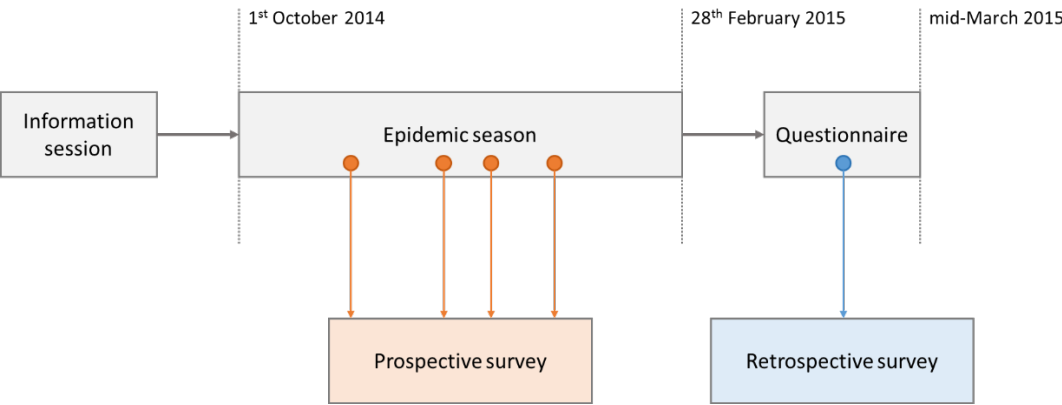 1st October 2014
28th February 2015
mid-March 2015
Information
session
Epidemic season
Questionnaire
Prospective survey
Retrospective survey